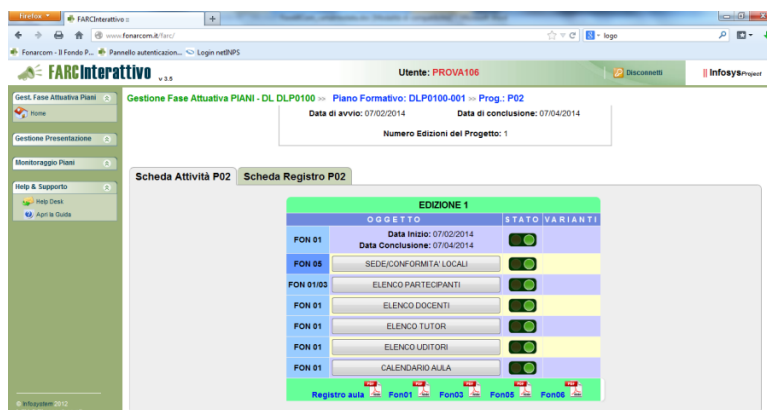 Firefox
FARCInterattivo ::
www.fonarcom.it/farc/
logo
Fonarcom - Il Fondo P...
Pannello autenticazion...
Login netINPS
FARCInterattivo v 3.5
Utente: PROVA106
Disconnetti
Infosys Project
Gest. Fase Attuativa Piani
Home
Gestione Presentazione
Monitoraggio Piani
Help & Supporto
Help Desk
Apri la Guida
Gestione Fase Attuativa PIANI - DL DLP0100 >> Piano Formativo: DLP0100-001 >> Prog.: P02
Data di avvio: 07/02/2014 Data di conclusione: 07/04/2014
Numero Edizioni del Progetto: 1
Scheda Attività P02
Scheda Registro P02
EDIZIONE 1
OGGETTO STATO VARIANTI
FON 01 Data Inizio: 07/02/2014
Data Conclusione: 07/04/2014
FON 05 SEDE/CONFORMITA' LOCALI
FON 01/03 ELENCO PARTECIPANTI
FON 01 ELENCO DOCENTI
FON 01 ELENCO TUTOR
FON 01 ELENCO UDITORI
FON 01 CALENDARIO AULA
Registro aula Fon01 Fon03 Fon05 Fon06
© Infosystem 2012